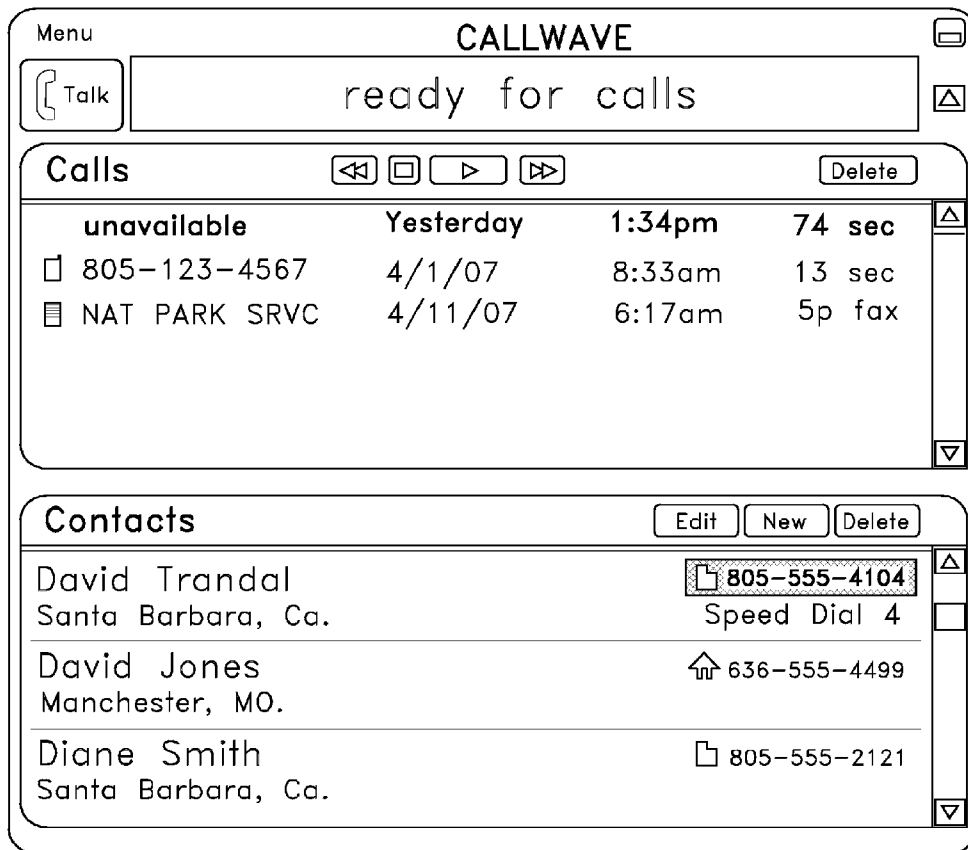 Menu
CALLWAVE
Talk
ready for calls
Calls
Delete
unavailable Yesterday 1:34pm 74 sec
805-123-4567 4/1/07 8:33am 13 sec
NAT PARK SRVC 4/11/07 6:17am 5p fax
Contacts
Edit New Delete
David Trandal 805-555-4104
Santa Barbara, Ca. Speed Dial 4
David Jones 636-555-4499
Manchester, MO.
Diane Smith 805-555-2121
Santa Barbara, Ca.